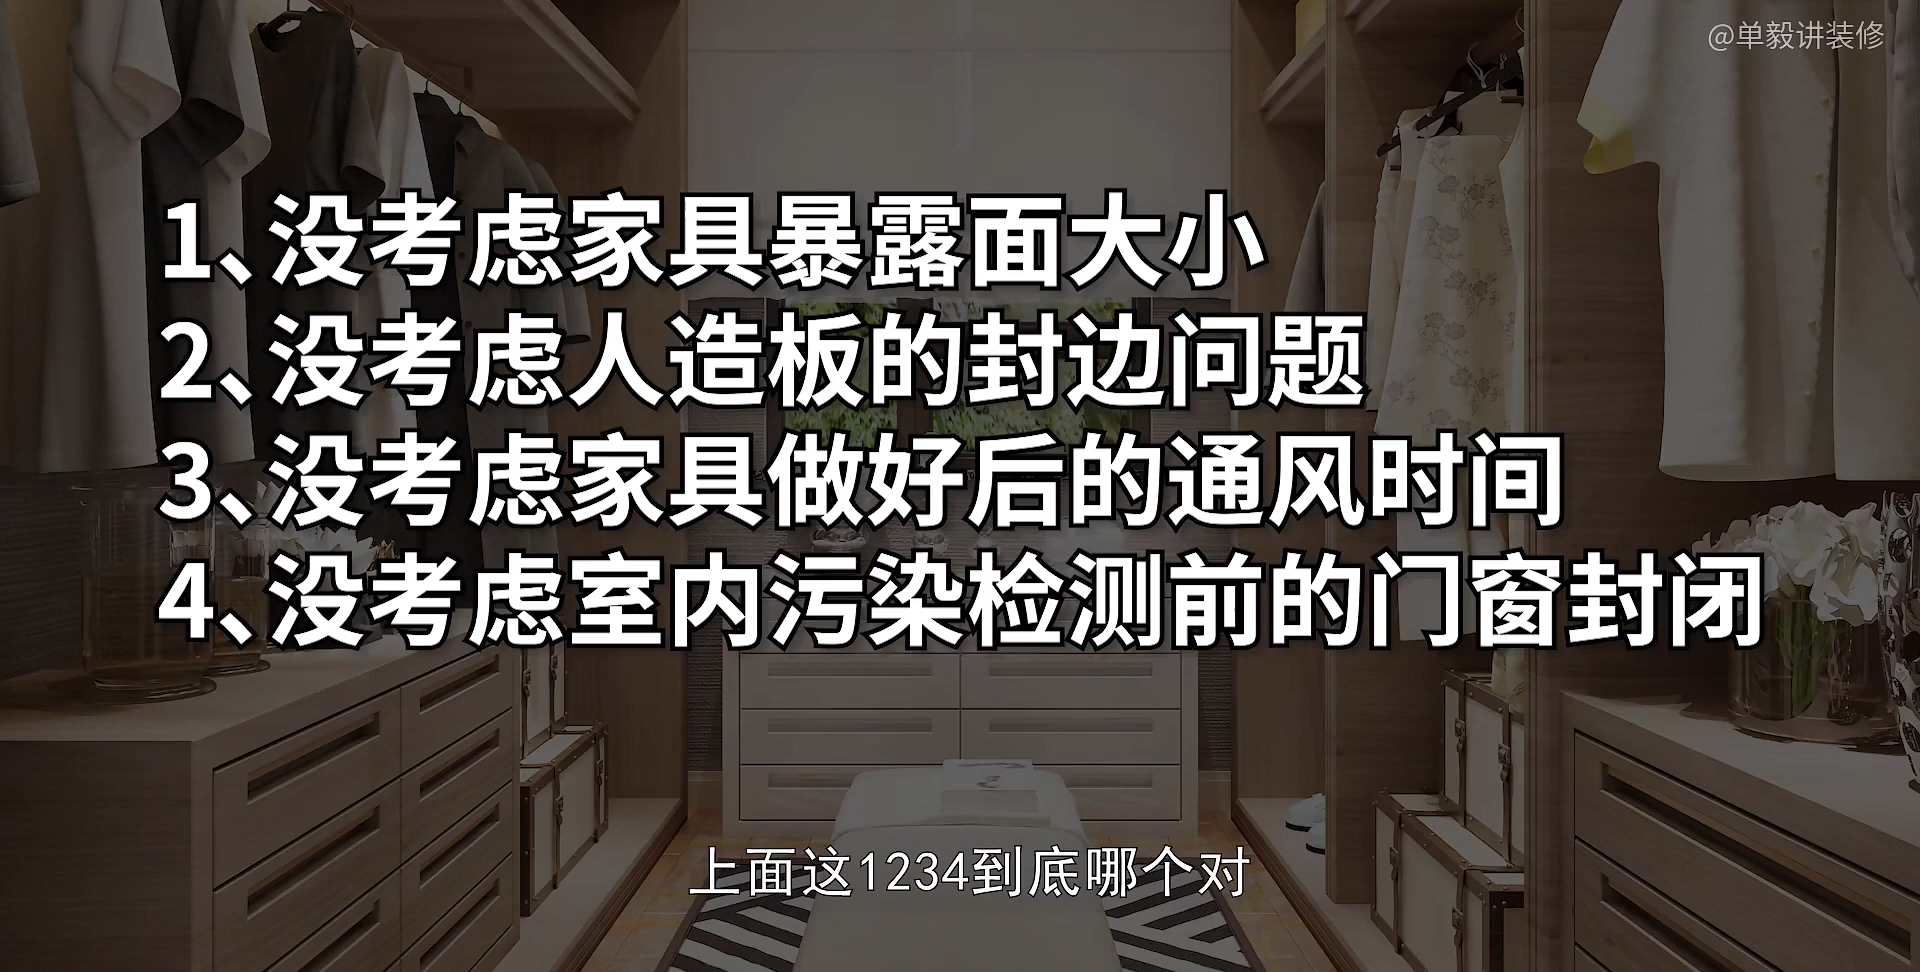 @单毅讲装修
1、没考虑家具暴露面大小
2、没考虑人造板的封边问题
3、没考虑家具做好后的通风时间
4、没考虑室内污染检测前的门窗封闭
上面这1234到底哪个对